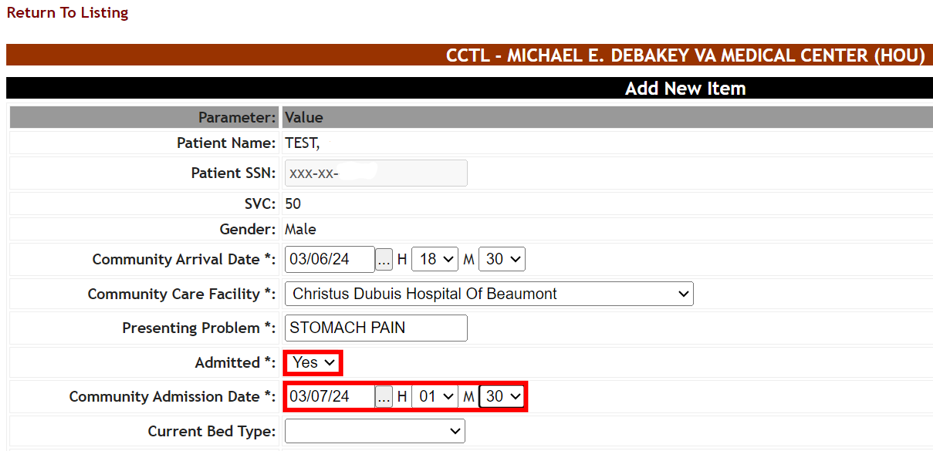 Return To Listing
CCTL - MICHAEL E. DEBAKEY VA MEDICAL CENTER (HOU)
Add New Item
Parameter: Value
Patient Name: TEST,
Patient SSN: xxx-xx-
SVC: 50
Gender: Male
Community Arrival Date *: 03/06/24 ... H 18 M 30
Community Care Facility *: Christus Dubuis Hospital Of Beaumont
Presenting Problem *: STOMACH PAIN
Admitted *: Yes
Community Admission Date *: 03/07/24 ... H 01 M 30
Current Bed Type: